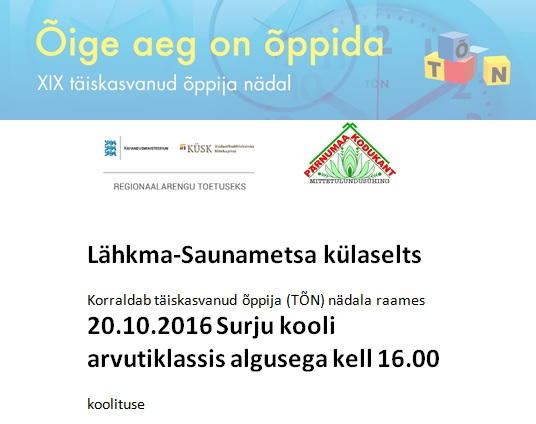 Õige aeg on õppida
XIX täiskasvanud õppija nädal
T Õ N
TÕN
RAHANDUSMINISTEERIUM
KÜSK
REGIONAALARENGU TOETUSEKS
PÄRNUMAA KODUKANT
MITTETULUNDUSÜHING
Lähkma-Saunametsa külaselts
Korraldab täiskasvanud õppija (TÕN) nädala raames
20.10.2016 Surju kooli
arvutiklassis algusega kell 16.00
koolituse